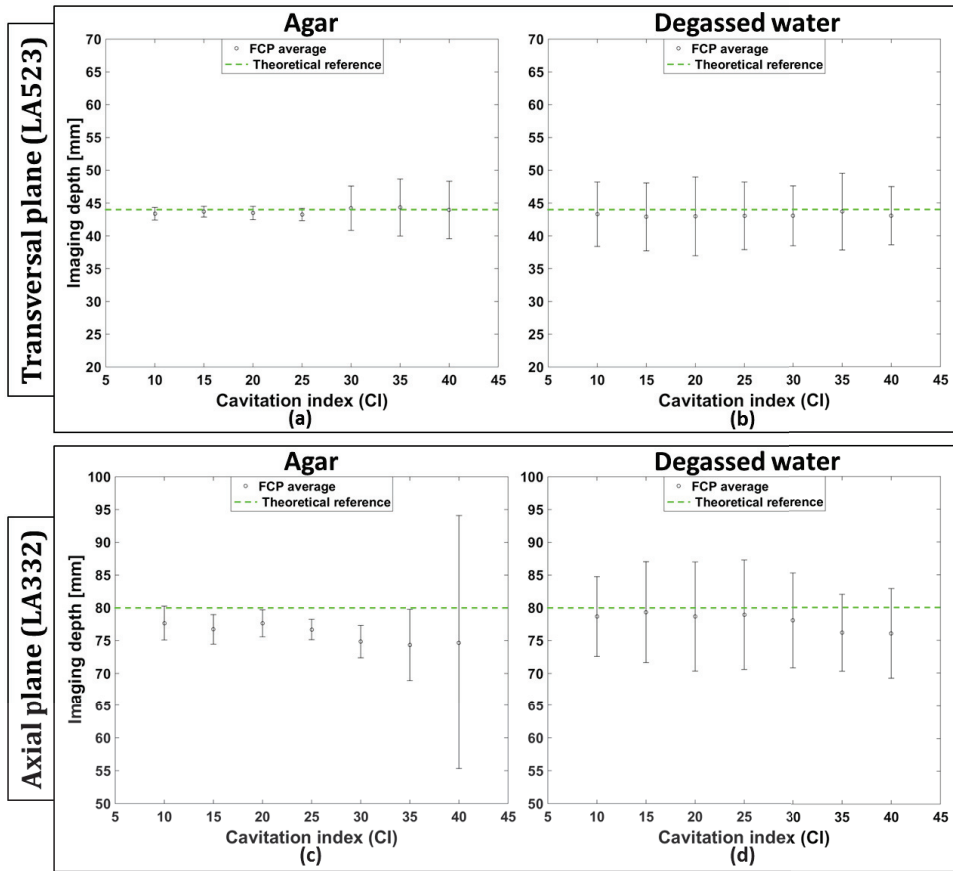 Transversal plane (LA523)
Agar
FCP average
Theoretical reference
Imaging depth [mm]
70
65
60
55
50
45
40
35
30
25
20
5 10 15 20 25 30 35 40 45
Cavitation index (CI)
(a)
Degassed water
FCP average
Theoretical reference
70
65
60
55
50
45
40
35
30
25
20
5 10 15 20 25 30 35 40 45
Cavitation index (CI)
(b)
Axial plane (LA332)
Agar
FCP average
Theoretical reference
Imaging depth [mm]
100
95
90
85
80
75
70
65
60
55
50
5 10 15 20 25 30 35 40 45
Cavitation index (CI)
(c)
Degassed water
FCP average
Theoretical reference
100
95
90
85
80
75
70
65
60
55
50
5 10 15 20 25 30 35 40 45
Cavitation index (CI)
(d)